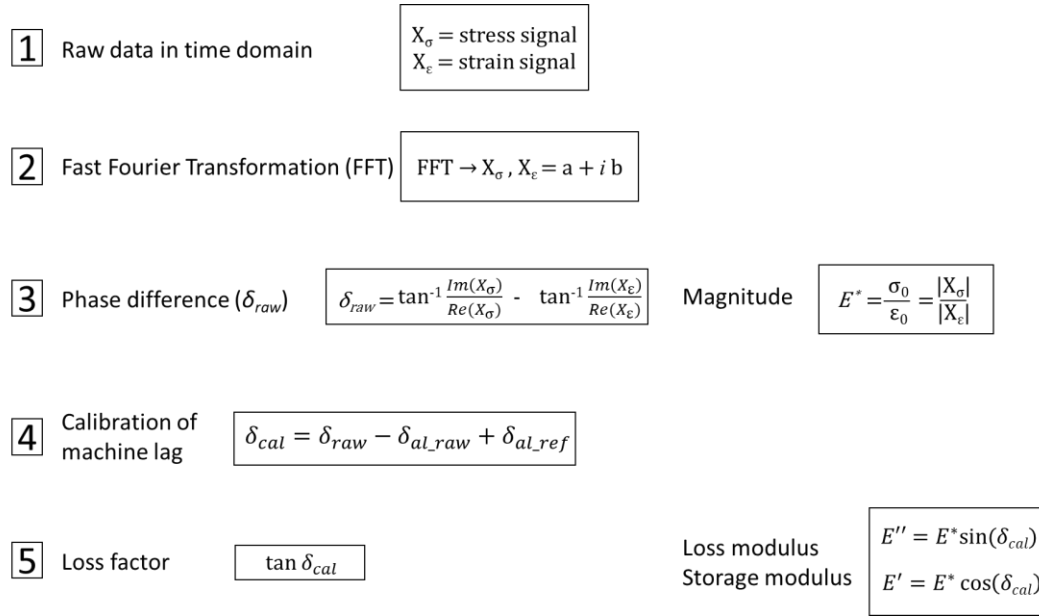 1 Raw data in time domain
X_σ = stress signal
X_ε = strain signal
2 Fast Fourier Transformation (FFT) FFT → X_σ , X_ε = a + i b
3 Phase difference (δ_raw) δ_raw = tan⁻¹ Im(X_σ)/Re(X_σ) - tan⁻¹ Im(X_ε)/Re(X_ε) Magnitude E* = σ₀/ε₀ = |X_σ|/|X_ε|
4 Calibration of
machine lag
δ_cal = δ_raw − δ_al_raw + δ_al_ref
5 Loss factor tan δ_cal
Loss modulus E'' = E* sin(δ_cal)
Storage modulus E' = E* cos(δ_cal)